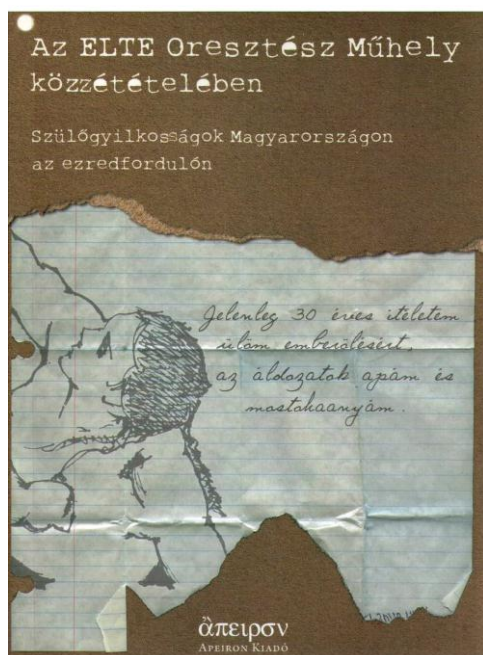 Az ELTE Oresztész Műhely
közzétételében
Szülőgyilkosságok Magyarországon
az ezredfordulón
Jelenleg 30 éves itéletem
ülöm emberölésért,
az áldozatok apám és
mostohaanyám.
ἄπειρον
APEIRON KIADÓ